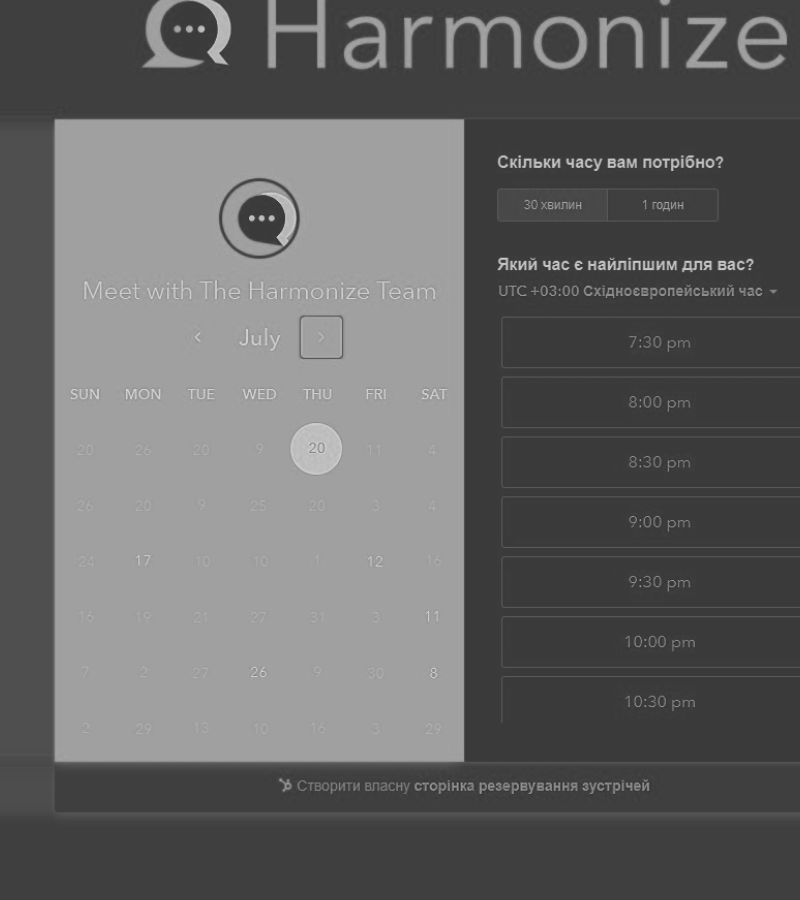 Harmonize
Meet with The Harmonize Team
July
SUN MON TUE WED THU FRI SAT
20 26 20 9 20 11 4
26 20 9 25 20 3 4
24 17 10 10 1 12 16
16 19 21 27 31 3 11
7 2 27 26 9 30 8
2 29 13 10 16 3 29
Скільки часу вам потрібно?
30 хвилин 1 годин
Який час є найліпшим для вас?
UTC +03:00 Східноєвропейський час
7:30 pm
8:00 pm
8:30 pm
9:00 pm
9:30 pm
10:00 pm
10:30 pm
Створити власну сторінка резервування зустрічей